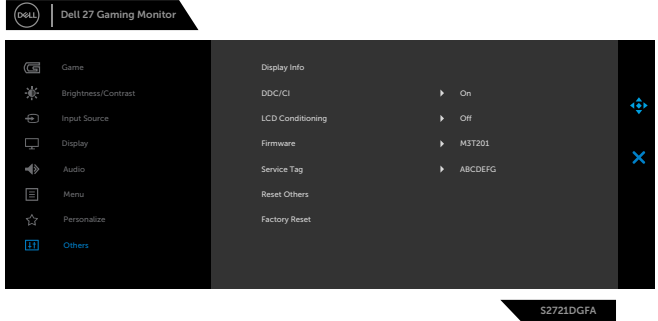 DELL Dell 27 Gaming Monitor
Game
Brightness/Contrast
Input Source
Display
Audio
Menu
Personalize
Others
Display Info
DDC/CI On
LCD Conditioning Off
Firmware M3T201
Service Tag ABCDEFG
Reset Others
Factory Reset
S2721DGFA